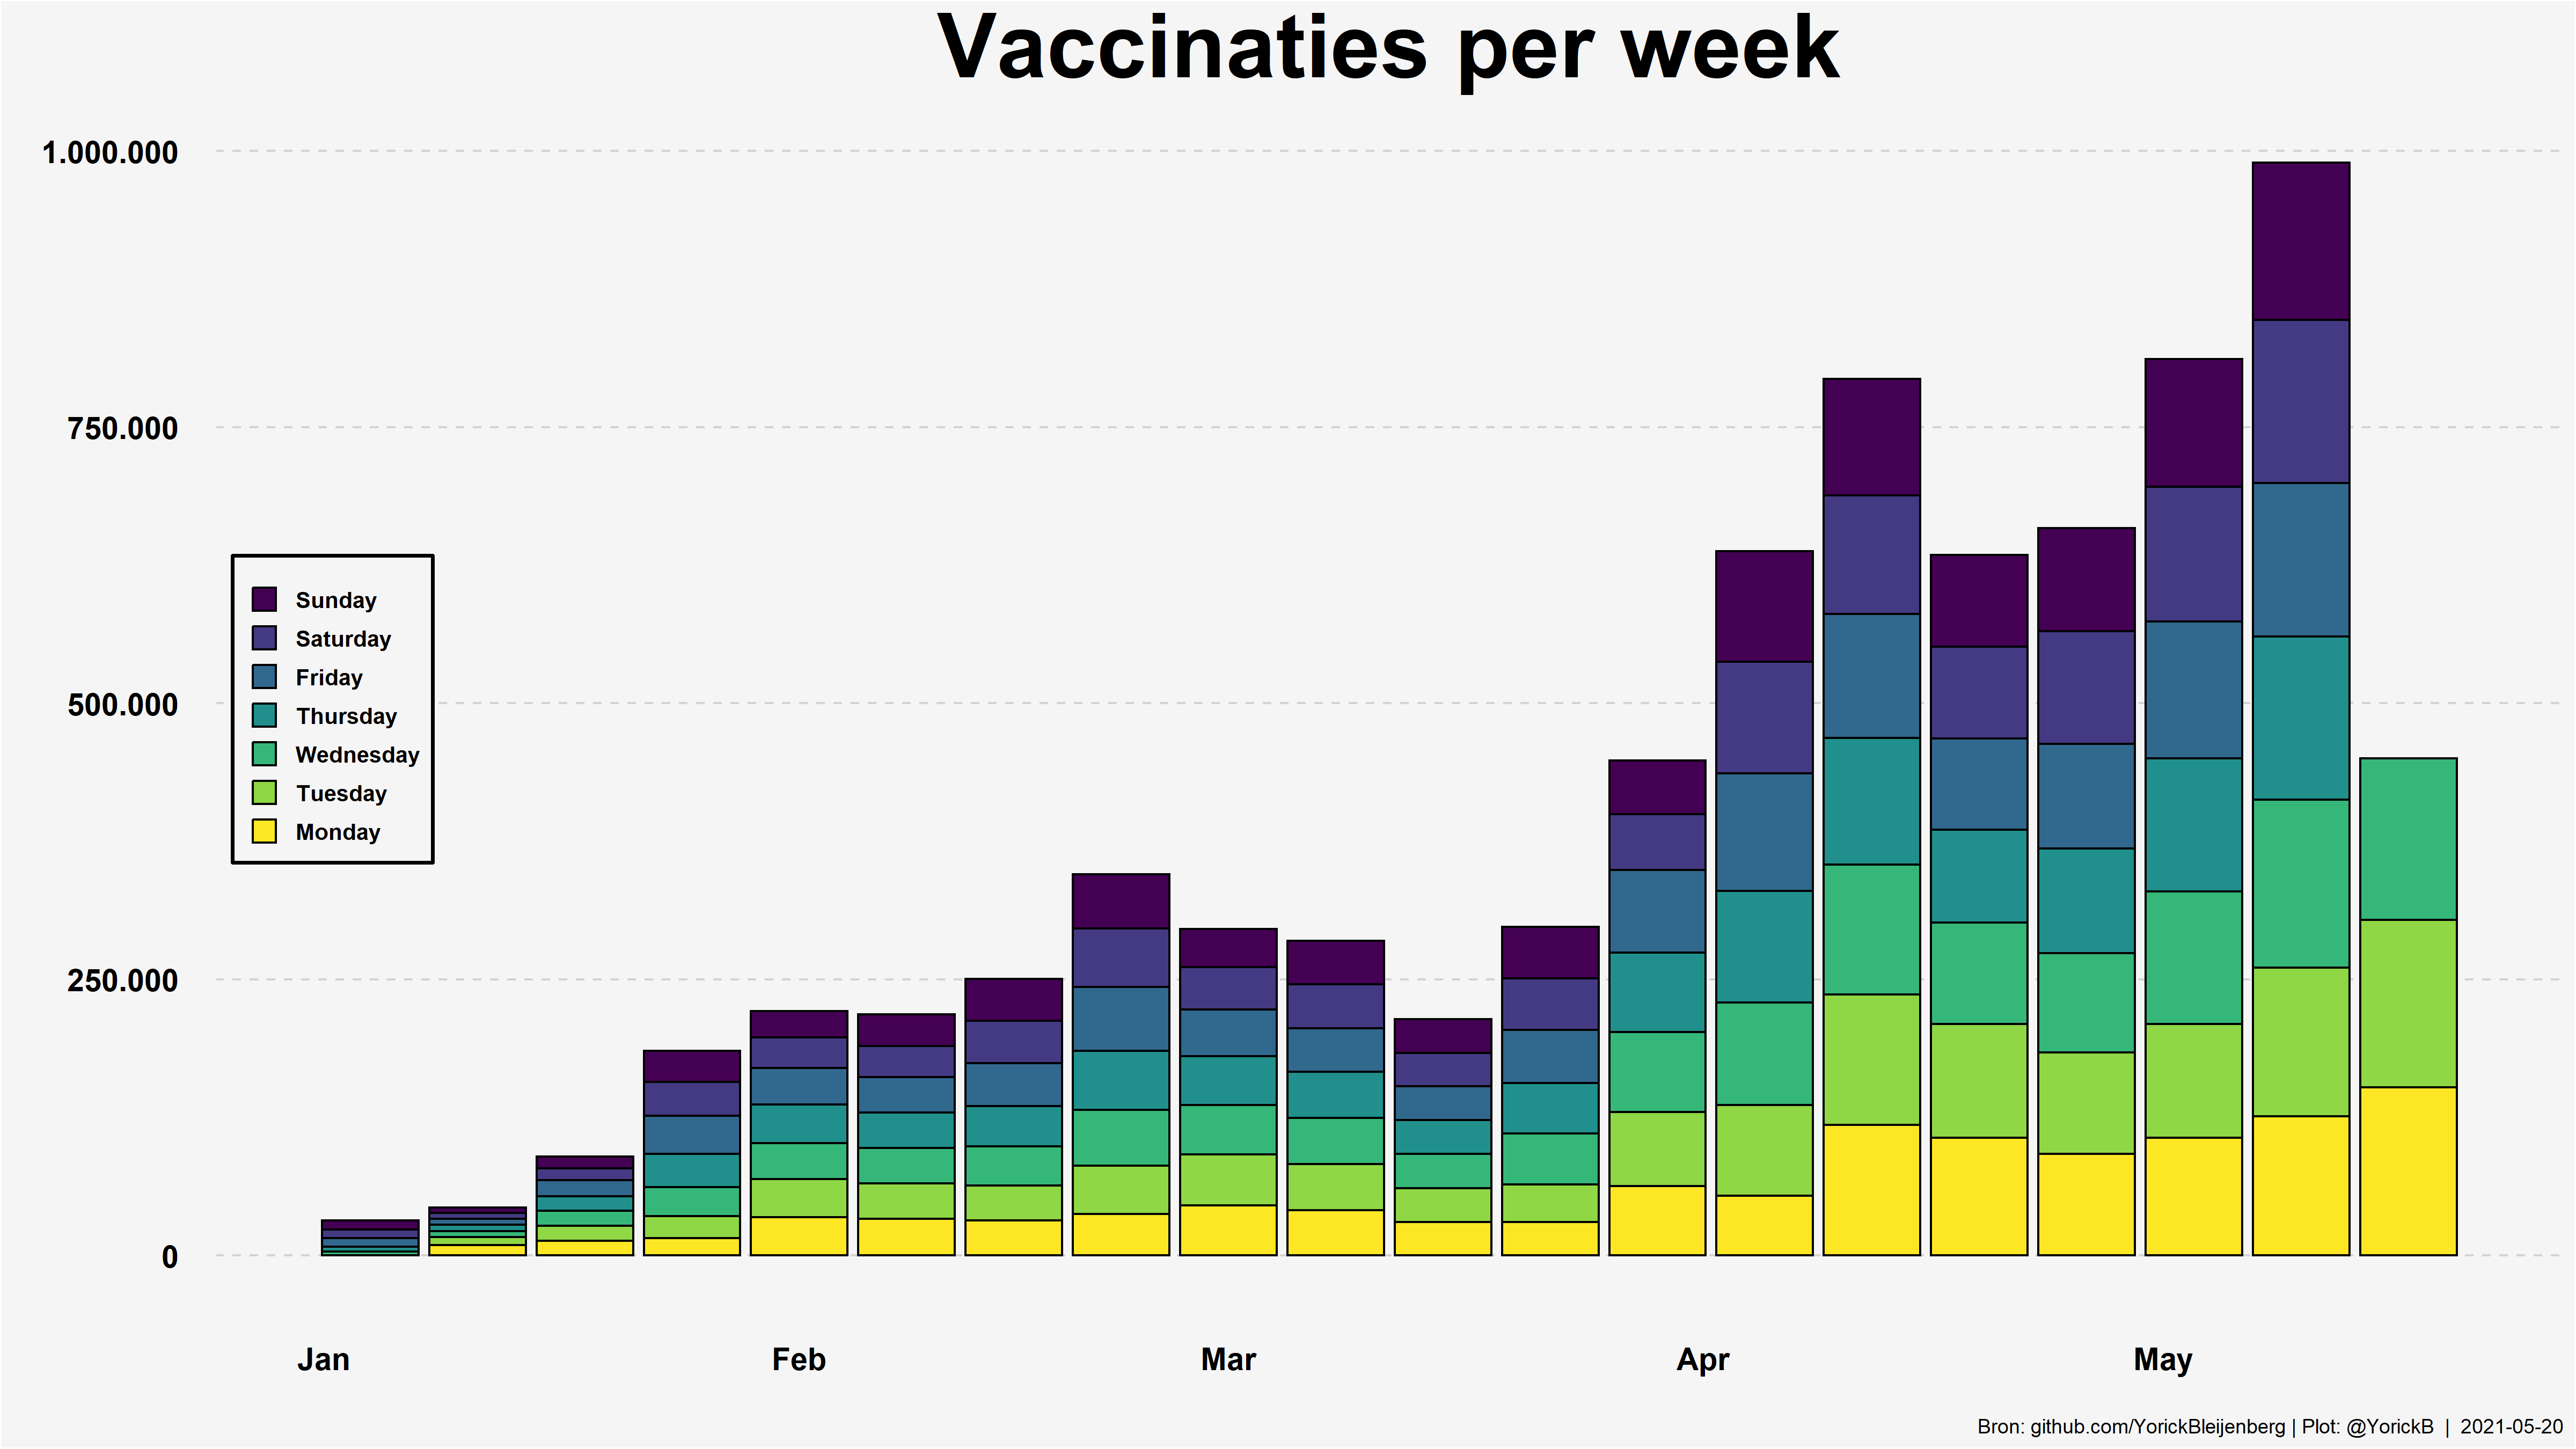 Vaccinaties per week
1.000.000
750.000
500.000
250.000
0
Sunday
Saturday
Friday
Thursday
Wednesday
Tuesday
Monday
Jan Feb Mar Apr May
Bron: github.com/YorickBleijenberg | Plot: @YorickB | 2021-05-20